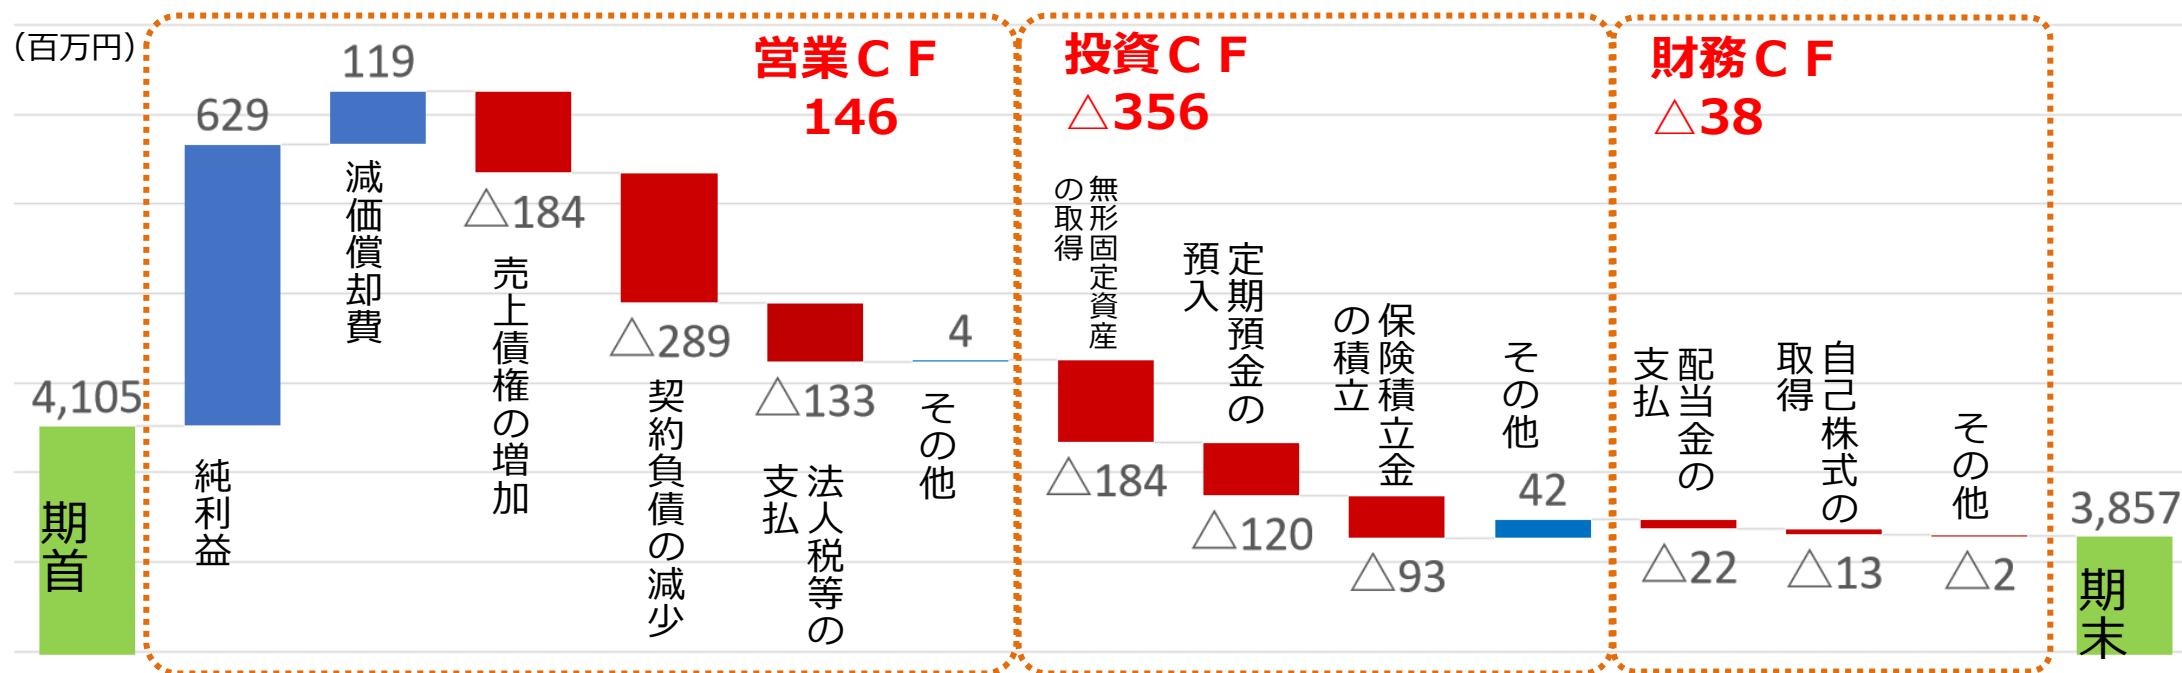 （百万円）
4,105
期首
629
純利益
119
減価償却費
△184
売上債権の増加
△289
契約負債の減少
△133
法人税等の
支払
4
その他
営業ＣＦ
146
投資ＣＦ
△356
無形固定資産
の取得
△184
定期預金の
預入
△120
保険積立金
の積立
△93
その他
42
財務ＣＦ
△38
配当金の
支払
△22
自己株式の
取得
△13
その他
△2
3,857
期末